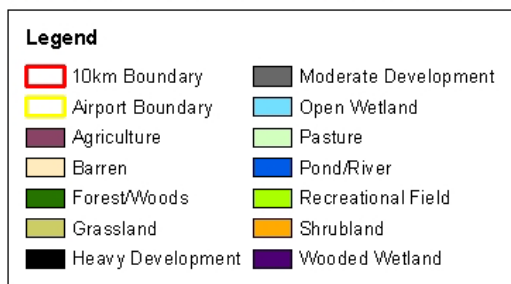 Legend
10km Boundary
Airport Boundary
Agriculture
Barren
Forest/Woods
Grassland
Heavy Development
Moderate Development
Open Wetland
Pasture
Pond/River
Recreational Field
Shrubland
Wooded Wetland